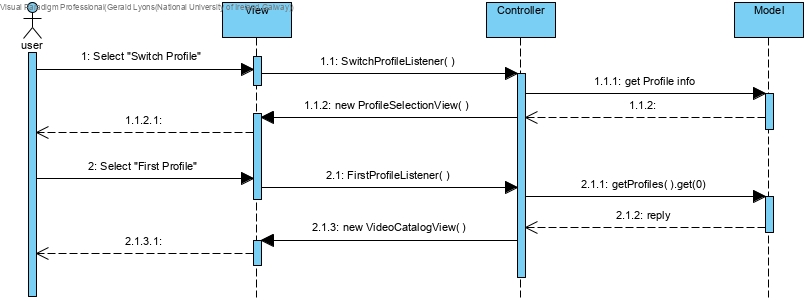 Visual Paradigm Professional(Gerald Lyons(National University of Ireland Galway))
View
Controller
Model
user
1: Select "Switch Profile"
1.1: SwitchProfileListener( )
1.1.1: get Profile info
1.1.2: new ProfileSelectionView( )
1.1.2:
1.1.2.1:
2: Select "First Profile"
2.1: FirstProfileListener( )
2.1.1: getProfiles( ).get(0)
2.1.2: reply
2.1.3: new VideoCatalogView( )
2.1.3.1: